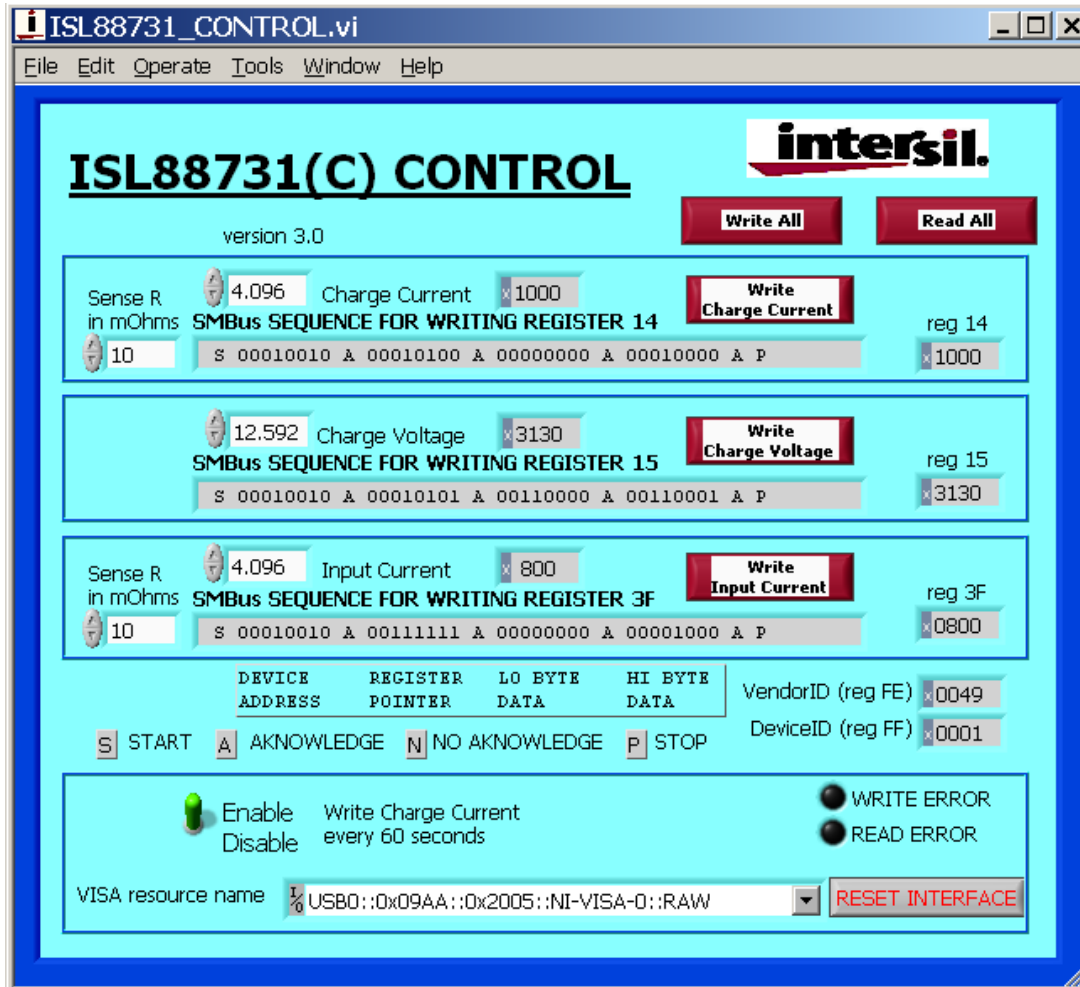 ISL88731_CONTROL.vi
File Edit Operate Tools Window Help
intersil.
ISL88731(C) CONTROL
version 3.0
Write All
Read All
Sense R
in mOhms
10
4.096 Charge Current x1000
Write
Charge Current
SMBus SEQUENCE FOR WRITING REGISTER 14
S 00010010 A 00010100 A 00000000 A 00010000 A P
reg 14
x1000
12.592 Charge Voltage x3130
Write
Charge Voltage
SMBus SEQUENCE FOR WRITING REGISTER 15
S 00010010 A 00010101 A 00110000 A 00110001 A P
reg 15
x3130
Sense R
in mOhms
10
4.096 Input Current x 800
Write
Input Current
SMBus SEQUENCE FOR WRITING REGISTER 3F
S 00010010 A 00111111 A 00000000 A 00001000 A P
reg 3F
x0800
DEVICE REGISTER LO BYTE HI BYTE
ADDRESS POINTER DATA DATA
VendorID (reg FE) x0049
DeviceID (reg FF) x0001
S START A AKNOWLEDGE N NO AKNOWLEDGE P STOP
Enable
Disable
Write Charge Current
every 60 seconds
WRITE ERROR
READ ERROR
VISA resource name I/O USB0::0x09AA::0x2005::NI-VISA-0::RAW
RESET INTERFACE